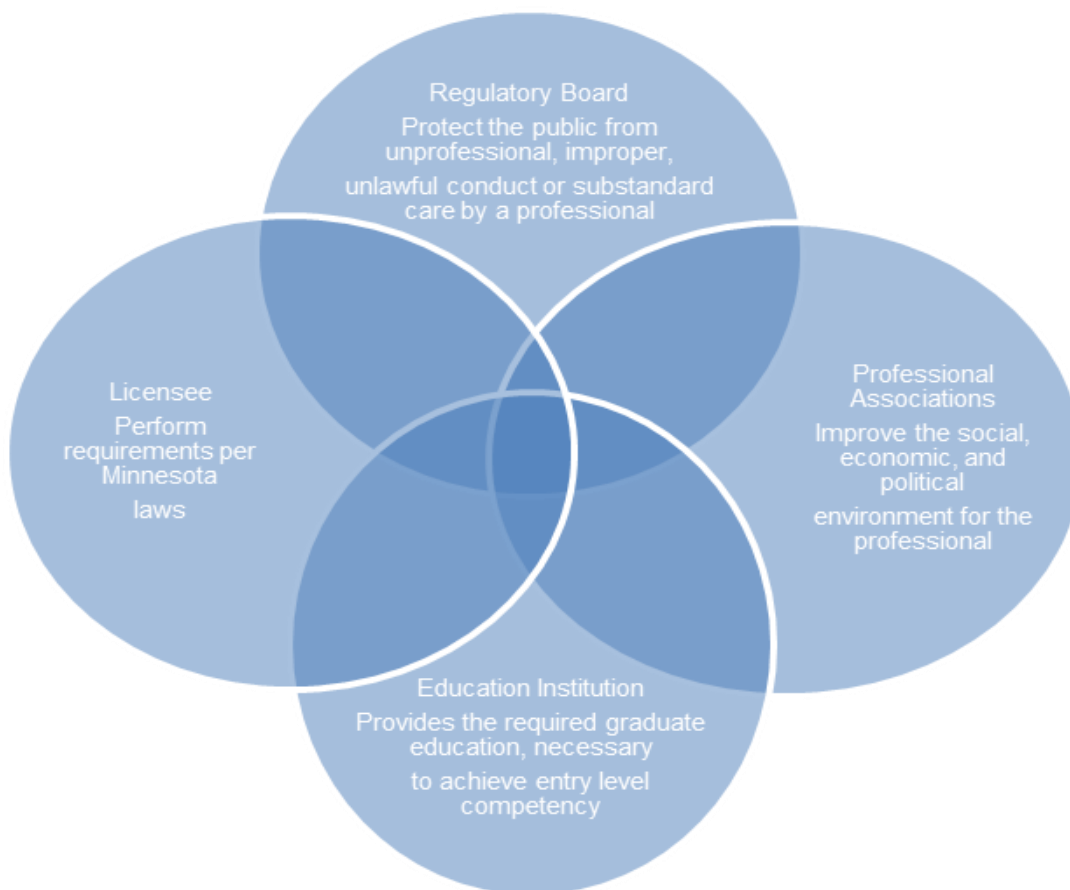 Regulatory Board
Protect the public from
unprofessional, improper,
unlawful conduct or substandard
care by a professional
Licensee
Perform
requirements per
Minnesota
laws
Professional
Associations
Improve the social,
economic, and
political
environment for the
professional
Education Institution
Provides the required graduate
education, necessary
to achieve entry level
competency